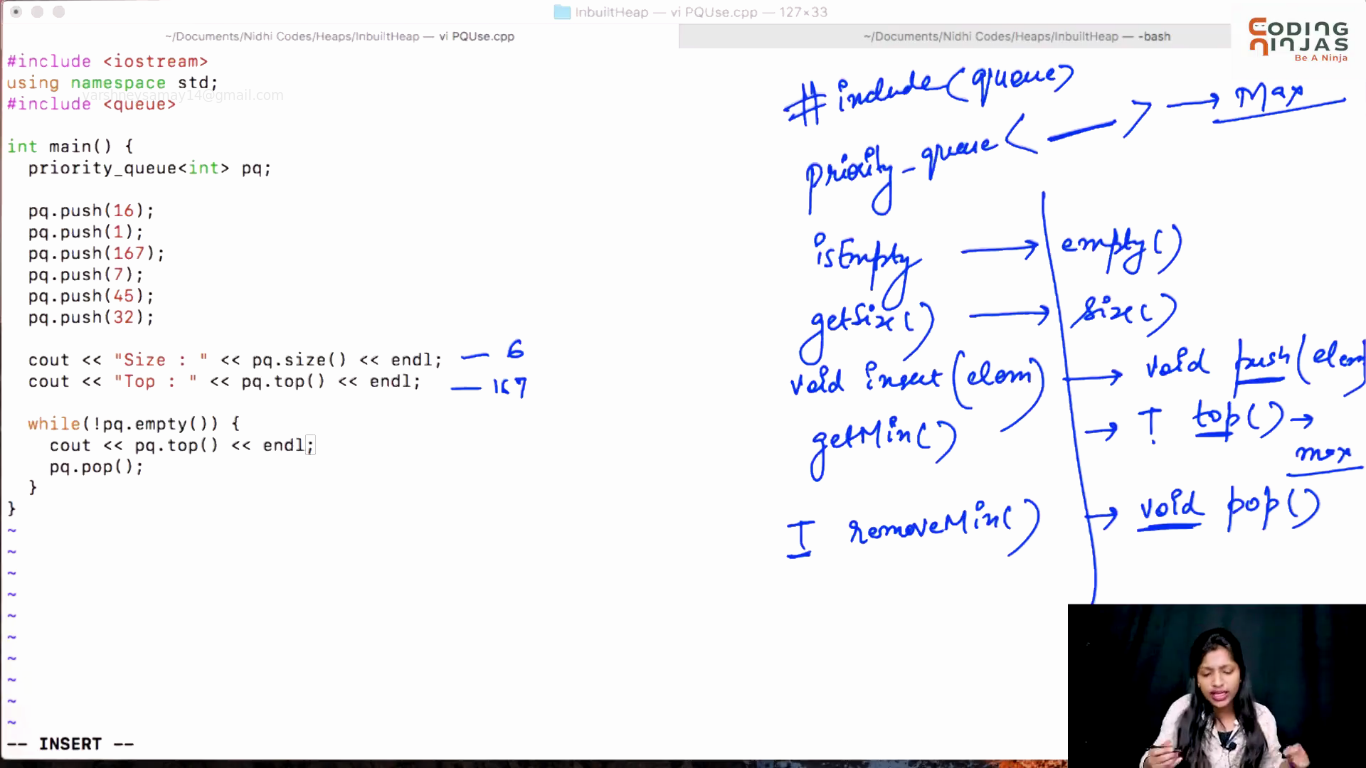 InbuiltHeap — vi PQUse.cpp — 127×33
~/Documents/Nidhi Codes/Heaps/InbuiltHeap — vi PQUse.cpp
~/Documents/Nidhi Codes/Heaps/InbuiltHeap — -bash
CODING NINJAS
Be A Ninja
#include <iostream>
using namespace std;
varshneysamay14@gmail.com
#include <queue>
int main() {
priority_queue<int> pq;
pq.push(16);
pq.push(1);
pq.push(167);
pq.push(7);
pq.push(45);
pq.push(32);
cout << "Size : " << pq.size() << endl; — 6
cout << "Top : " << pq.top() << endl; — 167
while(!pq.empty()) {
cout << pq.top() << endl;
pq.pop();
}
}
~
~
~
~
~
~
~
~
~
~
-- INSERT --
#include(queue)
priority_queue< — > → Max
isEmpty → empty()
getSize() → size()
void insert(elem) → void push(elem
getMin() → T top() →
max
T removeMin() → void pop()